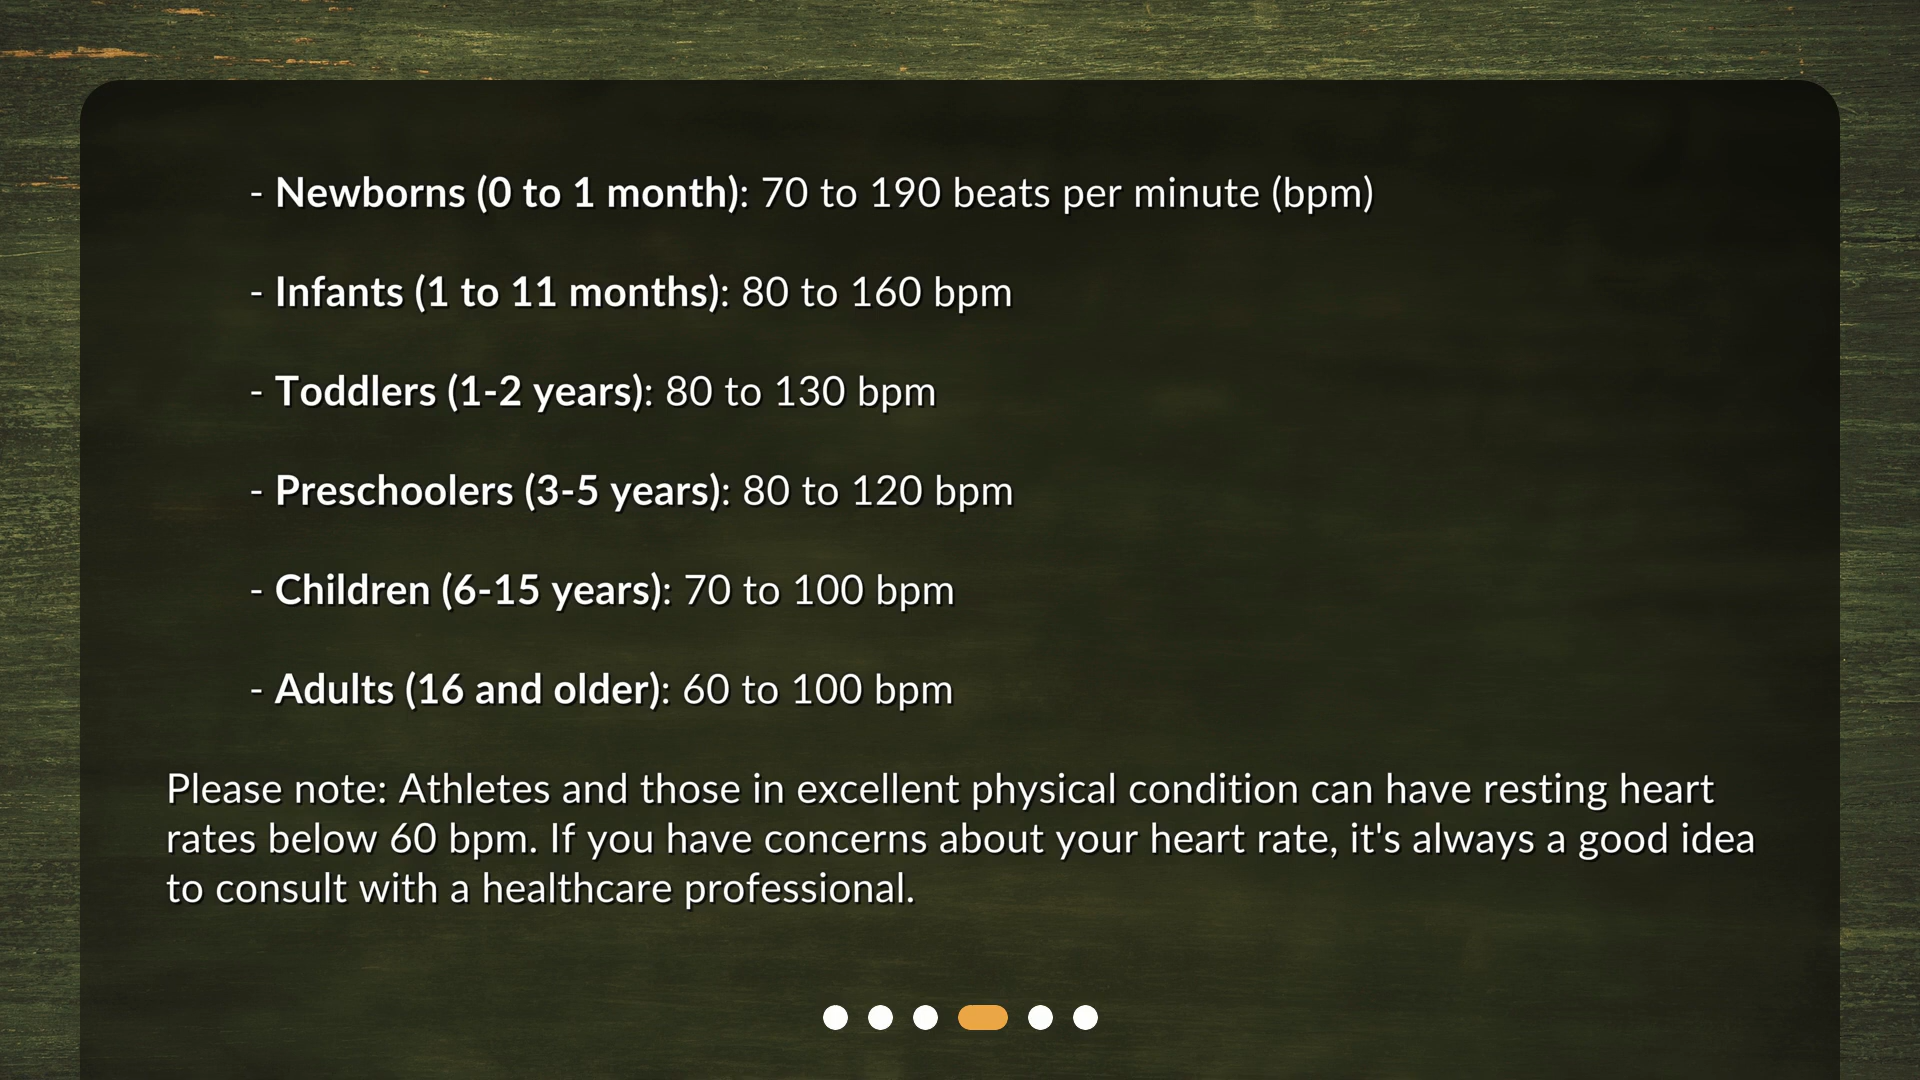 - Newborns (0 to 1 month): 70 to 190 beats per minute (bpm)
- Infants (1 to 11 months): 80 to 160 bpm
- Toddlers (1-2 years): 80 to 130 bpm
- Preschoolers (3-5 years): 80 to 120 bpm
- Children (6-15 years): 70 to 100 bpm
- Adults (16 and older): 60 to 100 bpm
Please note: Athletes and those in excellent physical condition can have resting heart
rates below 60 bpm. If you have concerns about your heart rate, it's always a good idea
to consult with a healthcare professional.